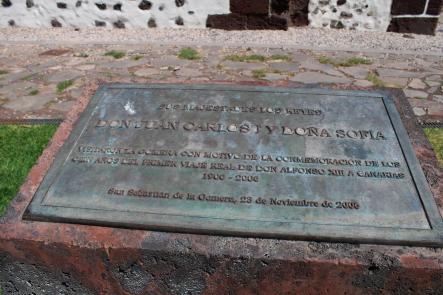 SUS MAJESTADES LOS REYES
DON JUAN CARLOS I Y DOÑA SOFÍA
VISITARON LA GOMERA CON MOTIVO DE LA CONMEMORACION DE LOS
CIEN AÑOS DEL PRIMER VIAJE REAL DE DON ALFONSO XIII A CANARIAS
1906 - 2006
San Sebastián de la Gomera, 23 de Noviembre de 2006